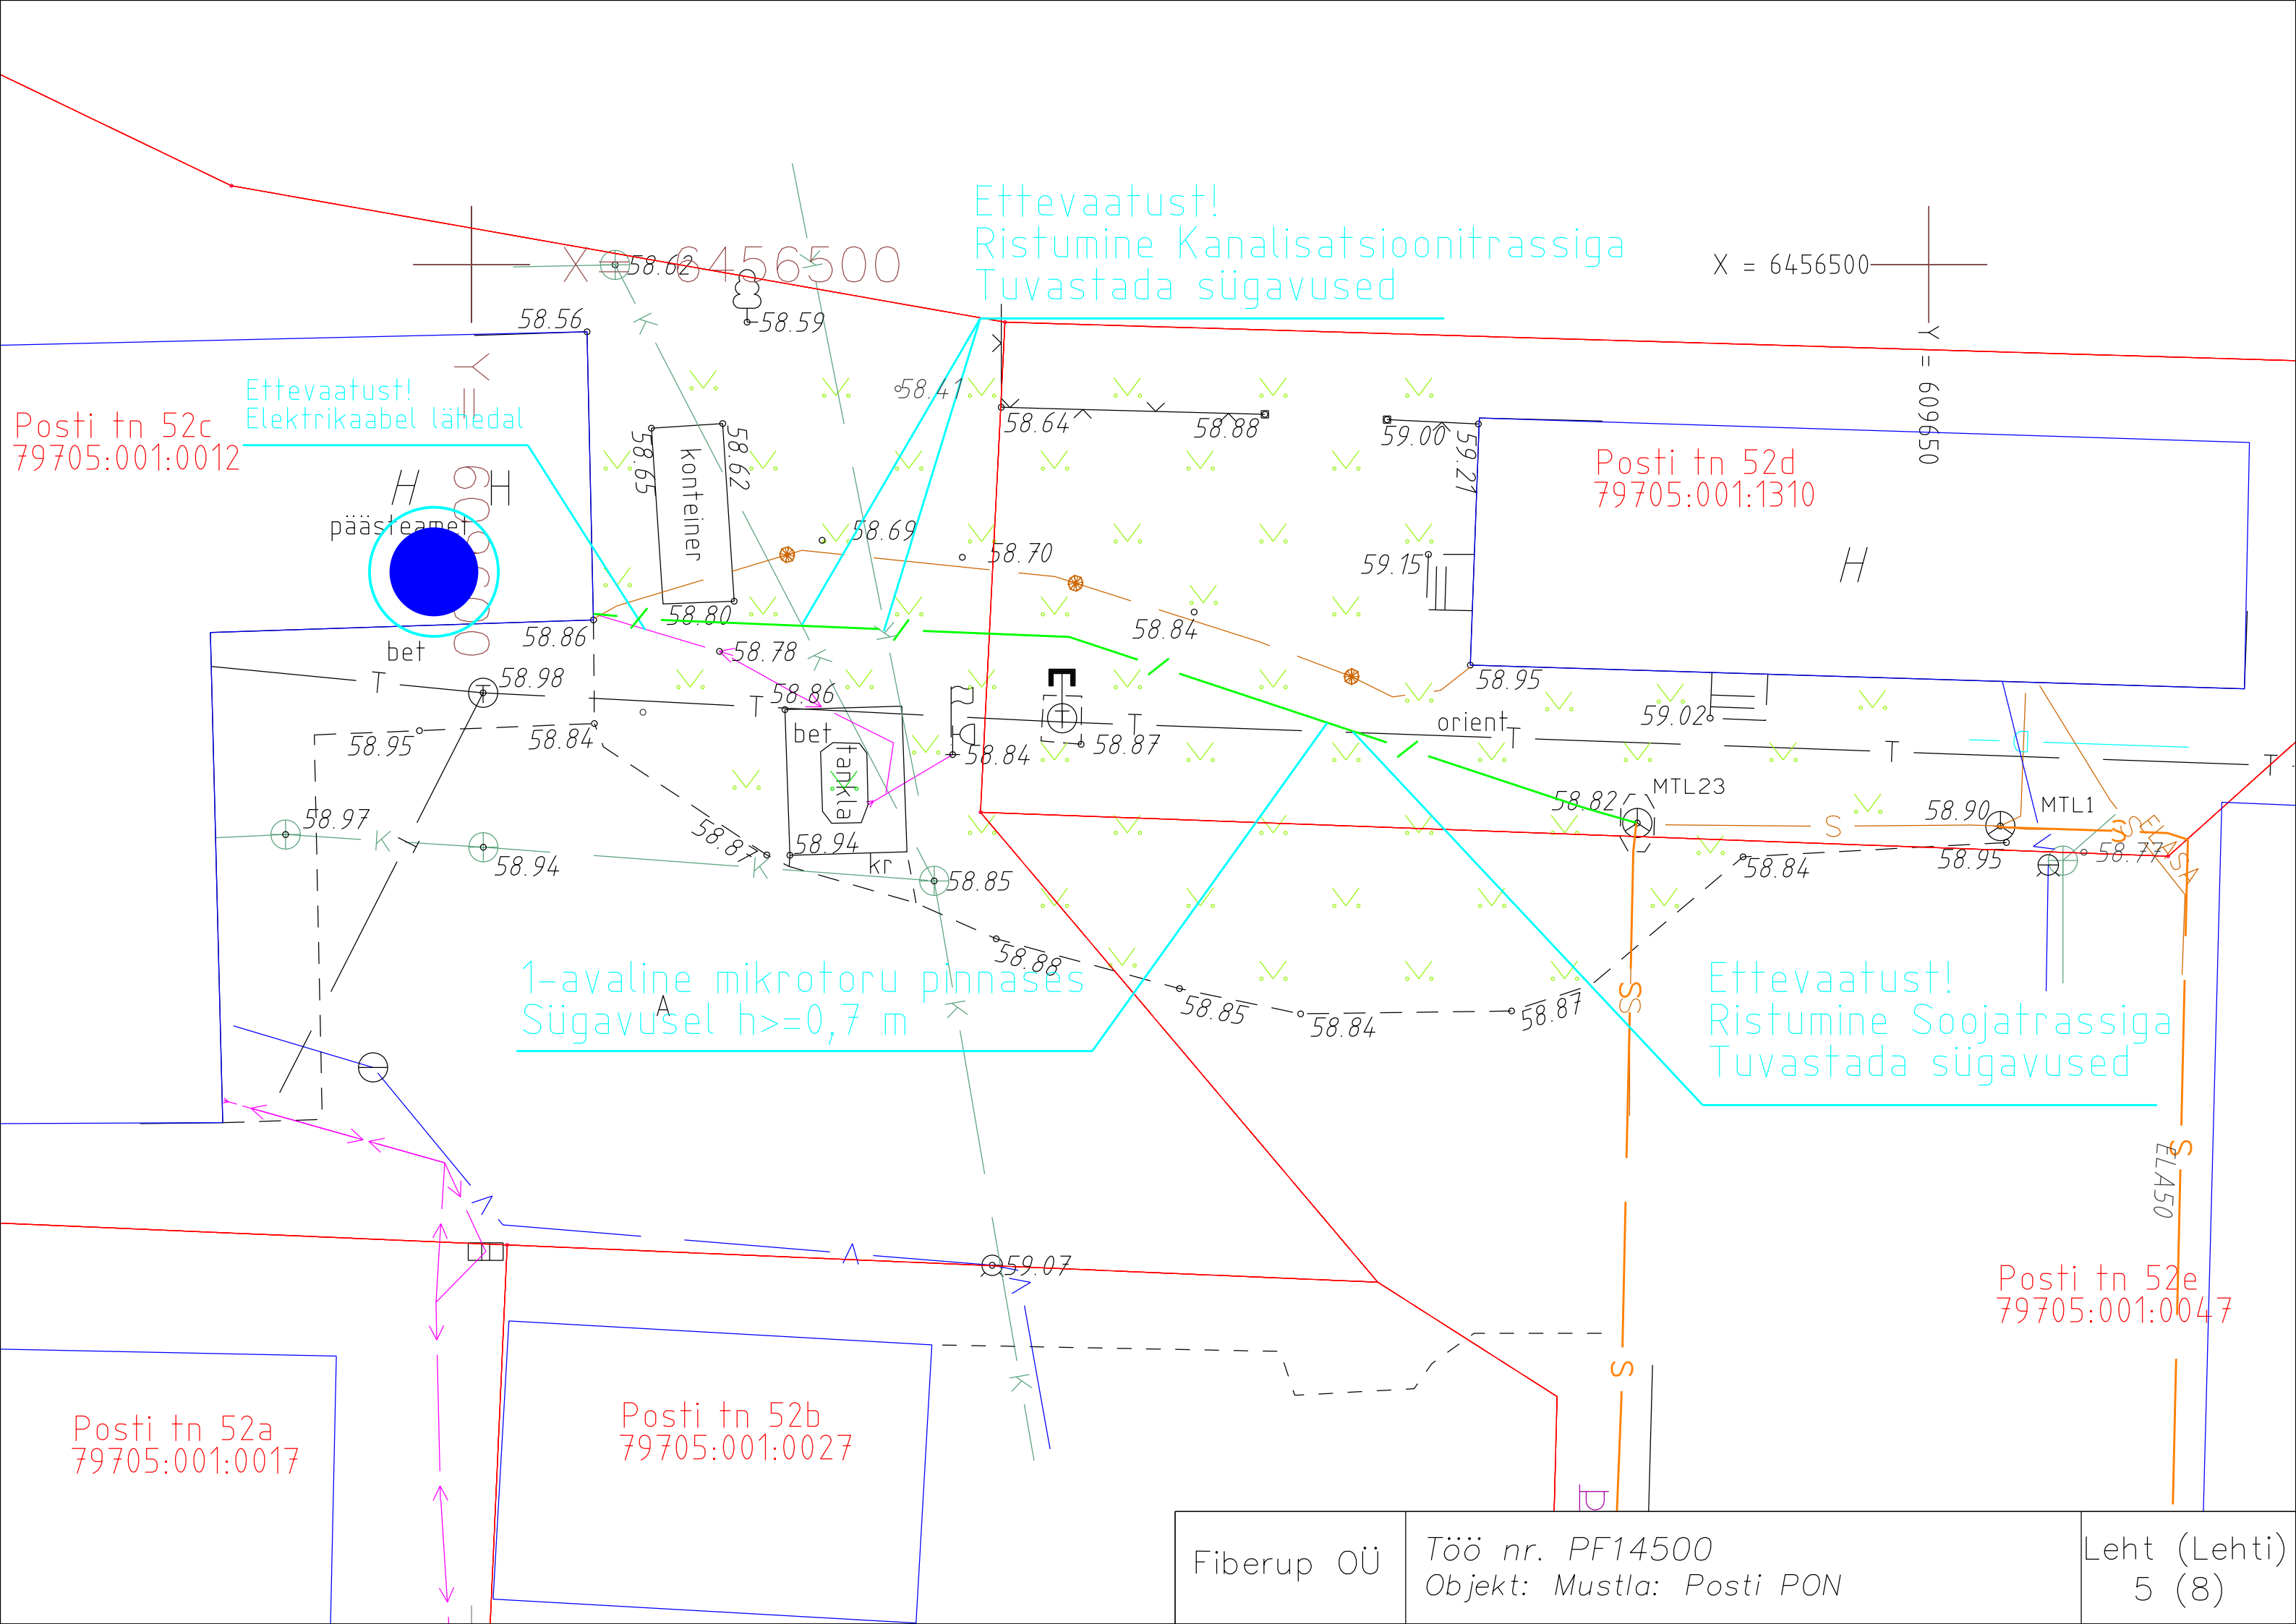 Ettevaatust!
Ristumine Kanalisatsioonitrassiga
Tuvastada sügavused
X = 6456500
58.62
X = 6456500
K
K
58.56
58.59
Y = 609650
Y =
58.41
Ettevaatust!
Elektrikaabel lähedal
Posti tn 52c
79705:001:0012
58.64
58.88
59.00
59.21
58.65
58.62
konteiner
Posti tn 52d
79705:001:1310
H
H
päästeamet
58.69
58.70
59.15
H
58.80
58.86
58.84
K
K
bet
58.78
58.98
58.86
58.95
T
T
T
T
T
T
bet
tankla
59.02
orient
58.95
58.84
58.84
58.87
MTL23
58.82
58.90
MTL1
S
S
58.97
K
58.94
58.87
58.94
kr
K
58.85
58.84
58.95
58.77
58.88
1-avaline mikrotoru pinnases
Sügavusel h>=0,7 m
A
K
58.85
58.84
58.87
S
S
Ettevaatust!
Ristumine Soojatrassiga
Tuvastada sügavused
S
ELA50
V
V
V
59.07
Posti tn 52e
79705:001:0047
K
S
Posti tn 52a
79705:001:0017
Posti tn 52b
79705:001:0027
Fiberup OÜ
Töö nr. PF14500
Objekt: Mustla: Posti PON
Leht (Lehti)
5 (8)